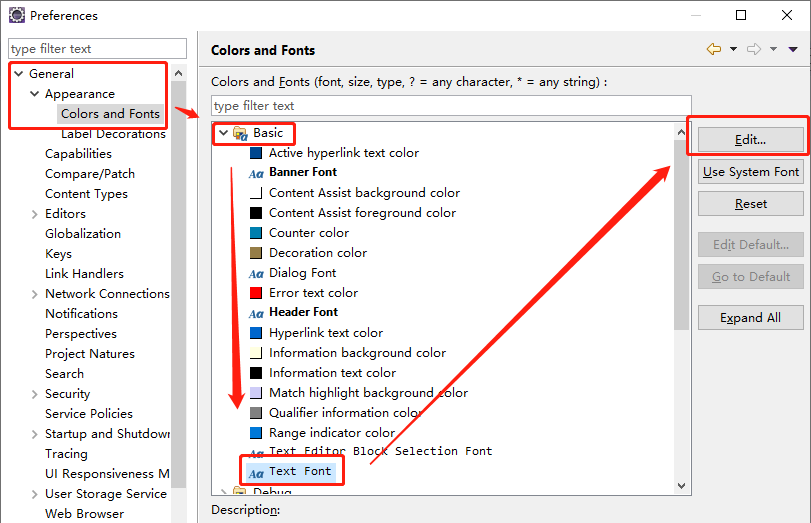 Preferences
type filter text
General
Appearance
Colors and Fonts
Label Decorations
Capabilities
Compare/Patch
Content Types
Editors
Globalization
Keys
Link Handlers
Network Connections
Notifications
Perspectives
Project Natures
Search
Security
Service Policies
Startup and Shutdown
Tracing
UI Responsiveness M
User Storage Service
Web Browser
Colors and Fonts
Colors and Fonts (font, size, type, ? = any character, * = any string) :
type filter text
Basic
Active hyperlink text color
Aa Banner Font
Content Assist background color
Content Assist foreground color
Counter color
Decoration color
Aa Dialog Font
Error text color
Aa Header Font
Hyperlink text color
Information background color
Information text color
Match highlight background color
Qualifier information color
Range indicator color
Aa Text Editor Block Selection Font
Aa Text Font
Debug
Description:
Edit...
Use System Font
Reset
Edit Default...
Go to Default
Expand All